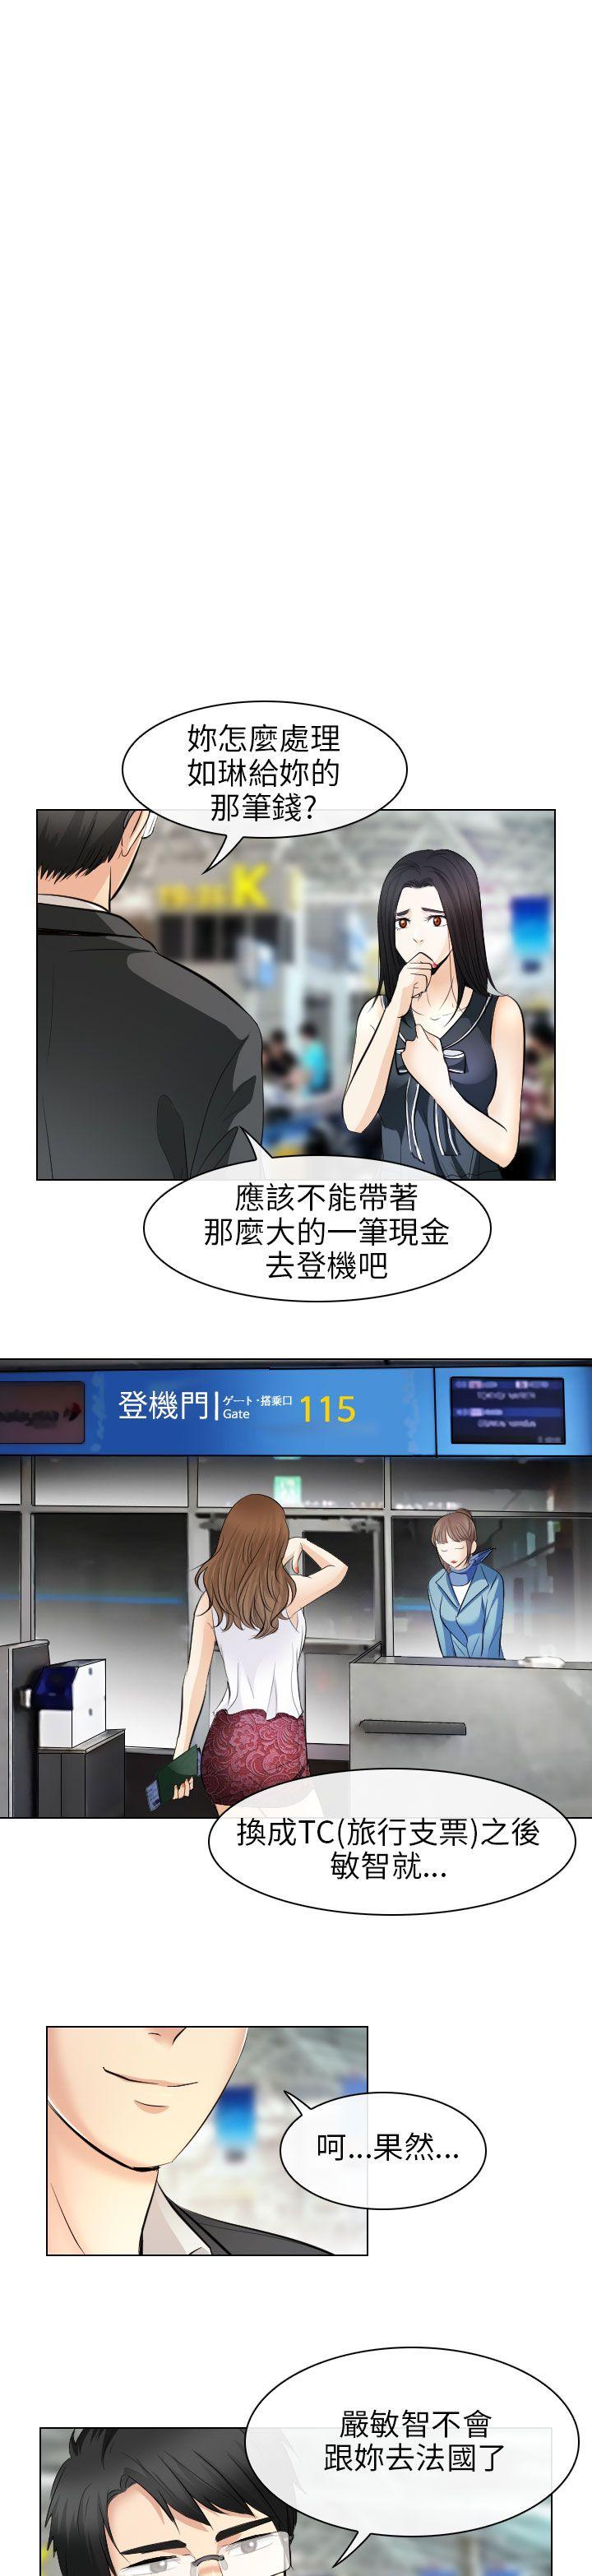 妳怎麼處理
如琳給妳的
那筆錢?
K
應該不能帶著
那麼大的一筆現金
去登機吧
登機門
ゲート・搭乗口
Gate
115
換成TC(旅行支票)之後
敏智就...
呵...果然...
嚴敏智不會
跟妳去法國了